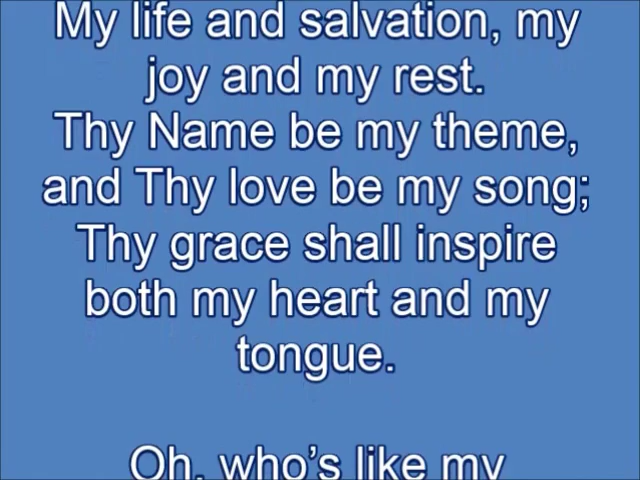 My life and salvation, my
joy and my rest.
Thy Name be my theme,
and Thy love be my song;
Thy grace shall inspire
both my heart and my
tongue.
Oh, who's like my